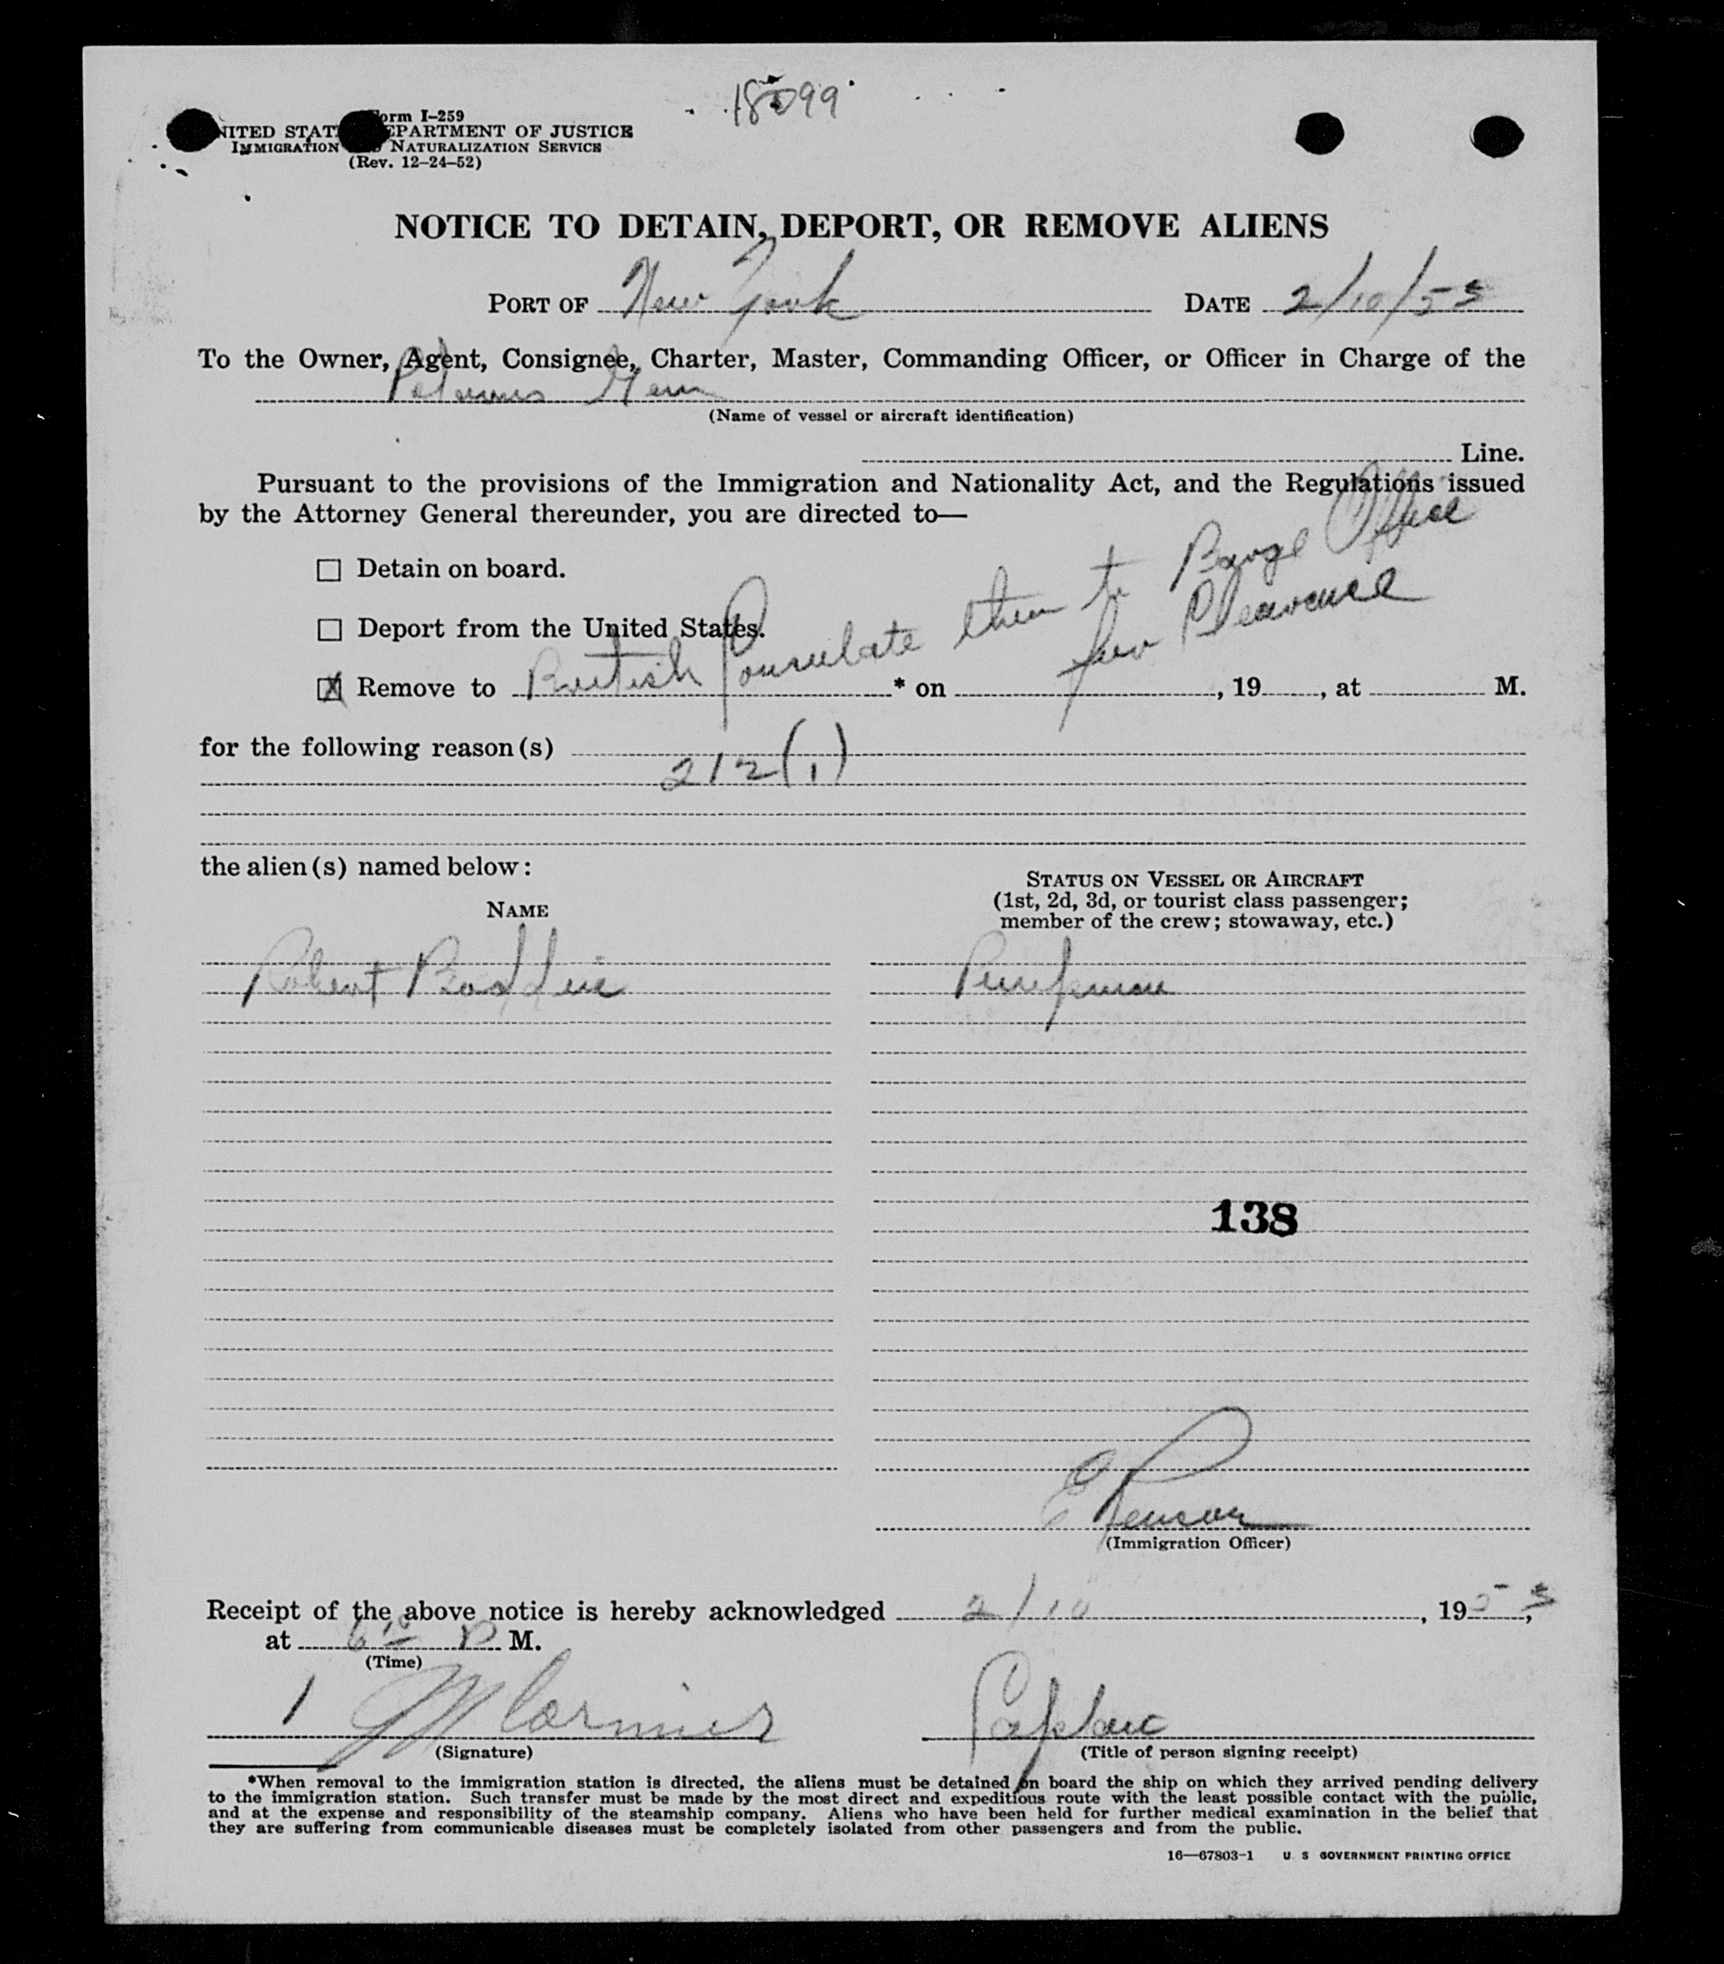 18099
Form I-259
UNITED STATES DEPARTMENT OF JUSTICE
IMMIGRATION AND NATURALIZATION SERVICE
(Rev. 12-24-52)
NOTICE TO DETAIN, DEPORT, OR REMOVE ALIENS
PORT OF New York DATE 2/10/53
To the Owner, Agent, Consignee, Charter, Master, Commanding Officer, or Officer in Charge of the
(Name of vessel or aircraft identification)
Line.
Pursuant to the provisions of the Immigration and Nationality Act, and the Regulations issued
by the Attorney General thereunder, you are directed to—
☐ Detain on board.
☐ Deport from the United States.
☒ Remove to British Consulate then to Barge Office for Clearance * on , 19 , at M.
for the following reason(s)
212(1)
the alien(s) named below:
NAME
STATUS ON VESSEL OR AIRCRAFT
(1st, 2d, 3d, or tourist class passenger;
member of the crew; stowaway, etc.)
Robert
138
(Immigration Officer)
Receipt of the above notice is hereby acknowledged 2/10, 1953,
at P M.
(Time)
(Signature)
Captain
(Title of person signing receipt)
*When removal to the immigration station is directed, the aliens must be detained on board the ship on which they arrived pending delivery
to the immigration station. Such transfer must be made by the most direct and expeditious route with the least possible contact with the public,
and at the expense and responsibility of the steamship company. Aliens who have been held for further medical examination in the belief that
they are suffering from communicable diseases must be completely isolated from other passengers and from the public.
16—67803-1 U. S. GOVERNMENT PRINTING OFFICE